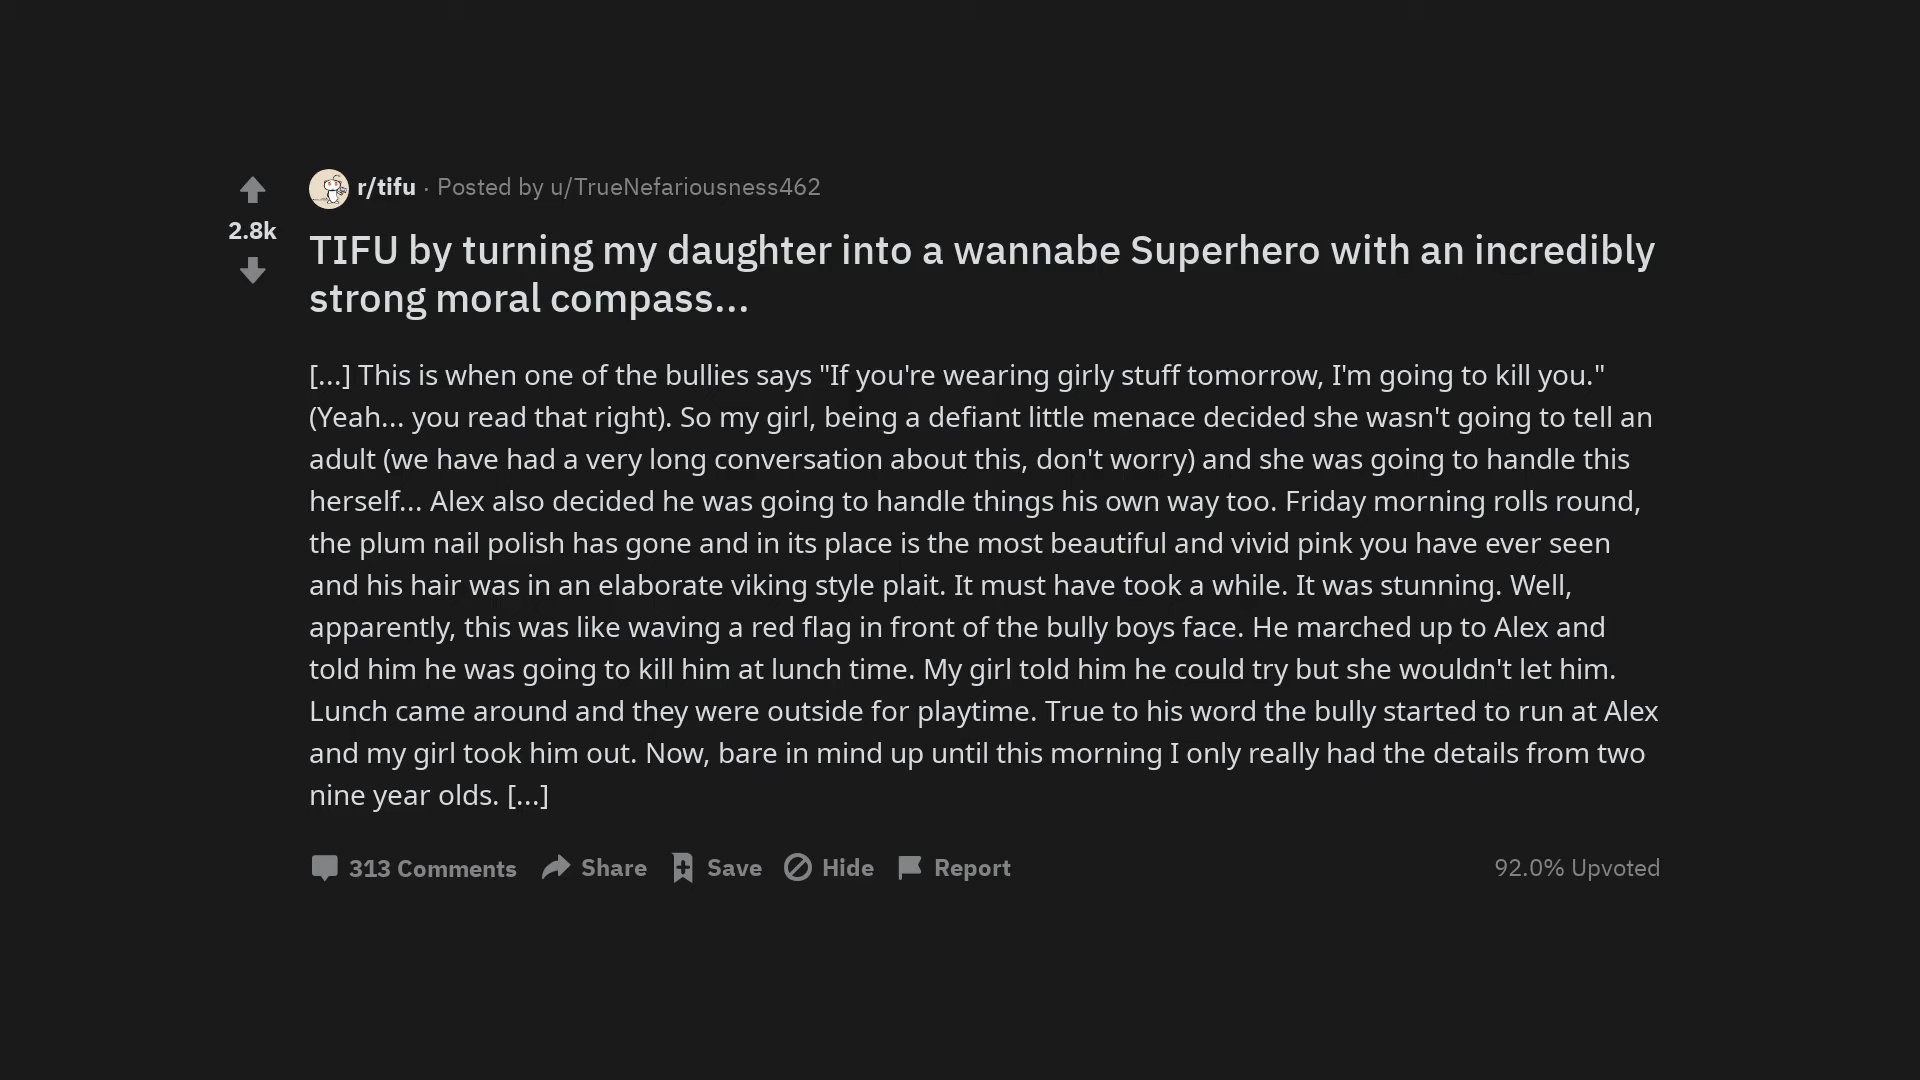 r/tifu · Posted by u/TrueNefariousness462
2.8k
TIFU by turning my daughter into a wannabe Superhero with an incredibly
strong moral compass...
[...] This is when one of the bullies says "If you're wearing girly stuff tomorrow, I'm going to kill you."
(Yeah... you read that right). So my girl, being a defiant little menace decided she wasn't going to tell an
adult (we have had a very long conversation about this, don't worry) and she was going to handle this
herself... Alex also decided he was going to handle things his own way too. Friday morning rolls round,
the plum nail polish has gone and in its place is the most beautiful and vivid pink you have ever seen
and his hair was in an elaborate viking style plait. It must have took a while. It was stunning. Well,
apparently, this was like waving a red flag in front of the bully boys face. He marched up to Alex and
told him he was going to kill him at lunch time. My girl told him he could try but she wouldn't let him.
Lunch came around and they were outside for playtime. True to his word the bully started to run at Alex
and my girl took him out. Now, bare in mind up until this morning I only really had the details from two
nine year olds. [...]
313 Comments Share Save Hide Report 92.0% Upvoted